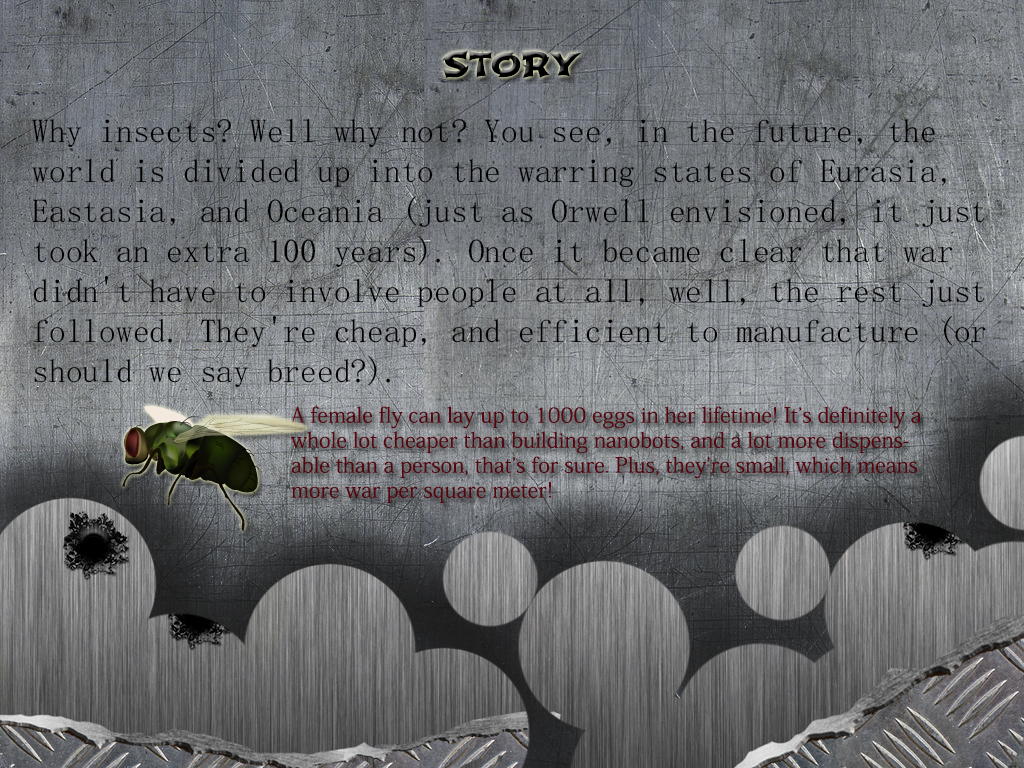 STORY
Why insects? Well why not? You see, in the future, the
world is divided up into the warring states of Eurasia,
Eastasia, and Oceania (just as Orwell envisioned, it just
took an extra 100 years). Once it became clear that war
didn't have to involve people at all, well, the rest just
followed. They're cheap, and efficient to manufacture (or
should we say breed?).
A female fly can lay up to 1000 eggs in her lifetime! It's definitely a
whole lot cheaper than building nanobots, and a lot more dispens-
able than a person, that's for sure. Plus, they're small, which means
more war per square meter!